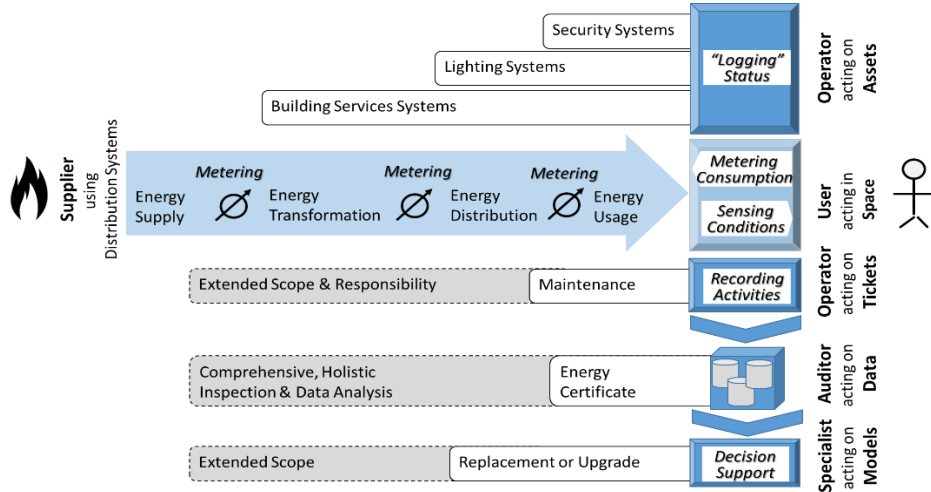 Security Systems
Lighting Systems
Building Services Systems
“Logging”
Status
Operator
acting on
Assets
Supplier
using
Distribution Systems
Metering
Metering
Metering
Energy
Supply
Energy
Transformation
Energy
Distribution
Energy
Usage
Metering
Consumption
Sensing
Conditions
User
acting in
Space
Extended Scope & Responsibility
Maintenance
Recording
Activities
Operator
acting on
Tickets
Comprehensive, Holistic
Inspection & Data Analysis
Energy
Certificate
Auditor
acting on
Data
Extended Scope
Replacement or Upgrade
Decision
Support
Specialist
acting on
Models